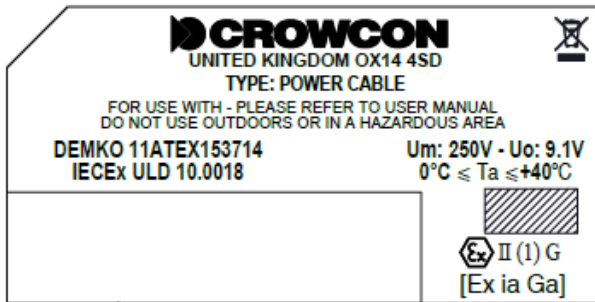 CROWCON
UNITED KINGDOM OX14 4SD
TYPE: POWER CABLE
FOR USE WITH - PLEASE REFER TO USER MANUAL
DO NOT USE OUTDOORS OR IN A HAZARDOUS AREA
DEMKO 11ATEX153714
IECEx ULD 10.0018
Um: 250V - Uo: 9.1V
0°C ≤ Ta ≤+40°C
Ex II (1) G
[Ex ia Ga]